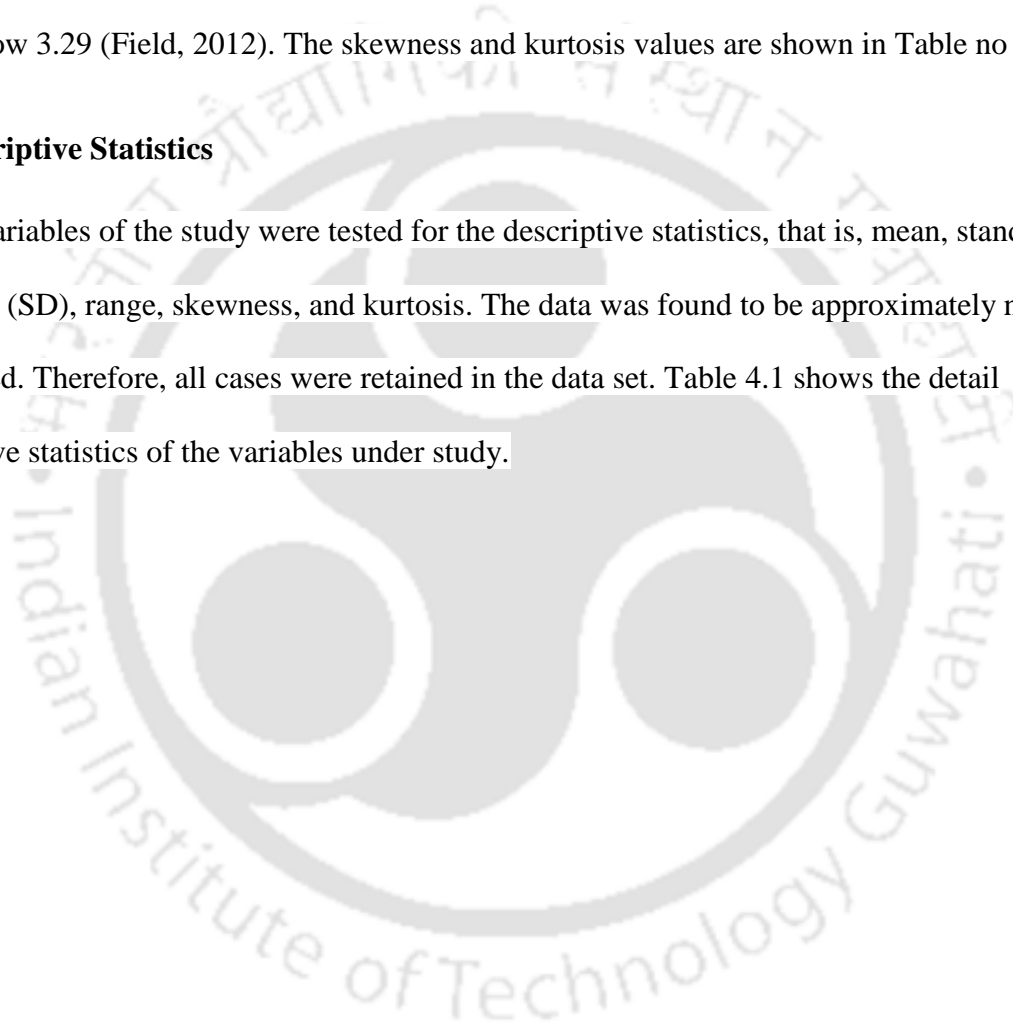 ow 3.29 (Field, 2012). The skewness and kurtosis values are shown in Table no
riptive Statistics
ariables of the study were tested for the descriptive statistics, that is, mean, stand
(SD), range, skewness, and kurtosis. The data was found to be approximately n
d. Therefore, all cases were retained in the data set. Table 4.1 shows the detail
ve statistics of the variables under study.
Indian Institute of Technology Guwahati